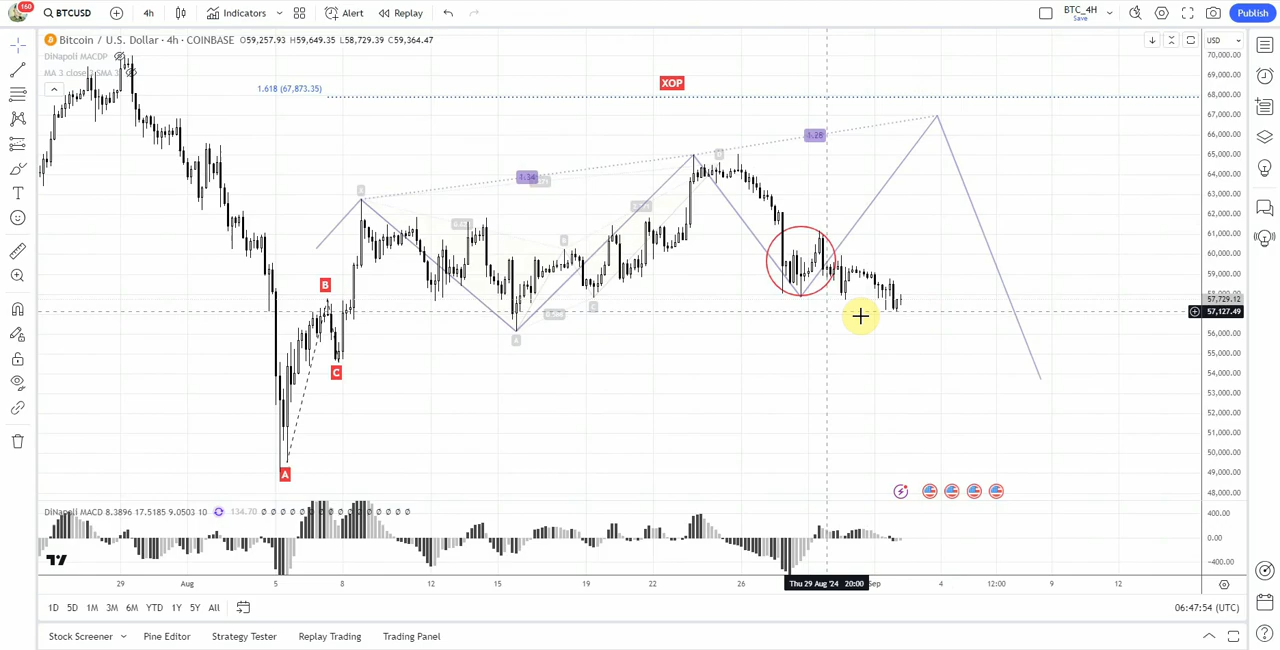 160
BTCUSD
4h
Indicators
Alert
Replay
BTC_4H
Save
Publish
Bitcoin / U.S. Dollar · 4h · COINBASE O59,257.93 H59,649.35 L58,729.39 C59,364.47
DiNapoli MACDP
MA 3 close
SMA 3
USD
70,000.00
69,000.00
68,000.00
67,000.00
66,000.00
65,000.00
64,000.00
63,000.00
62,000.00
61,000.00
60,000.00
59,000.00
57,729.12
57,127.49
56,000.00
55,000.00
54,000.00
53,000.00
52,000.00
51,000.00
50,000.00
49,000.00
48,000.00
1.618 (67,873.35)
XOP
1.28
1.34
B
C
A
DiNapoli MACD 8.3896 17.5185 9.0503 10 134.70 ∅ ∅ ∅ ∅ ∅ ∅ ∅ ∅ ∅ ∅ ∅ ∅ ∅ ∅ ∅
400.00
0.00
−400.00
29
Aug
5
8
12
15
19
22
26
Thu 29 Aug '24 20:00
Sep
4
12:00
9
12
1D 5D 1M 3M 6M YTD 1Y 5Y All
06:47:54 (UTC)
Stock Screener
Pine Editor
Strategy Tester
Replay Trading
Trading Panel